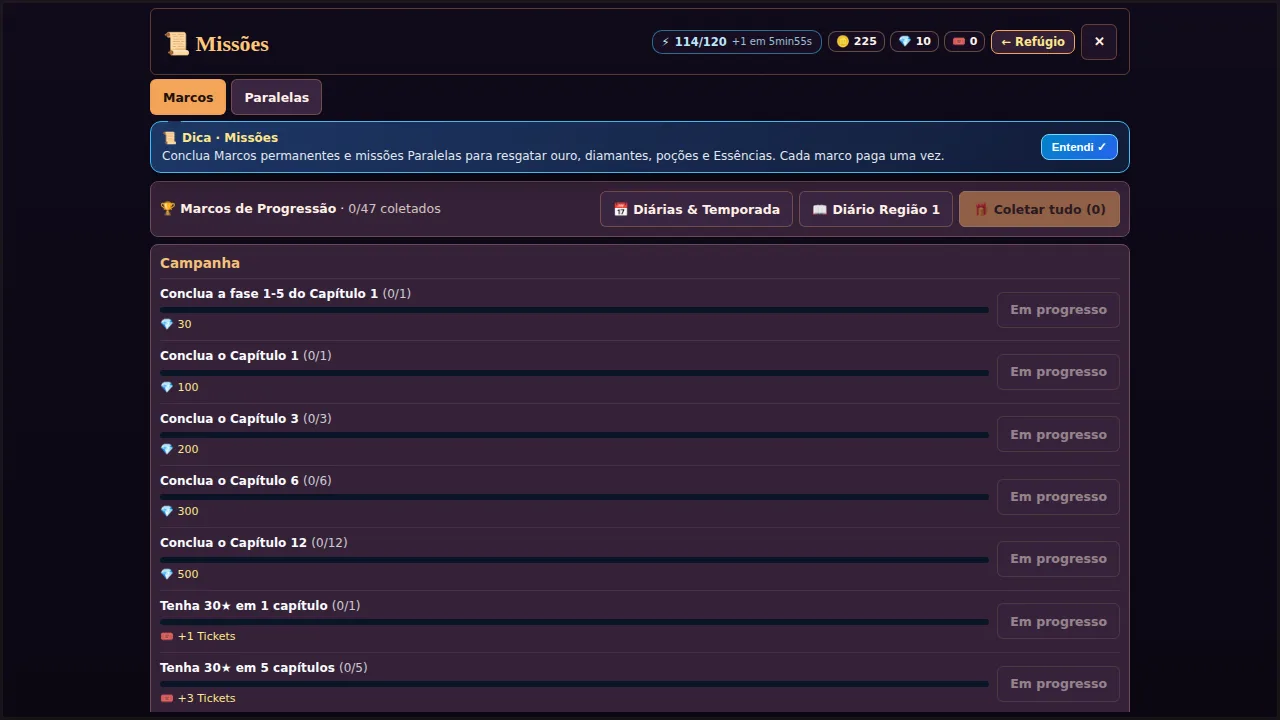 📜 Missões
⚡ 114/120 +1 em 5min55s 🪙 225 💎 10 🎟️ 0 ← Refúgio ✕
Marcos Paralelas
📜 Dica · Missões
Conclua Marcos permanentes e missões Paralelas para resgatar ouro, diamantes, poções e Essências. Cada marco paga uma vez.
Entendi ✓
🏆 Marcos de Progressão · 0/47 coletados
📅 Diárias & Temporada 📖 Diário Região 1 🎁 Coletar tudo (0)
Campanha
Conclua a fase 1-5 do Capítulo 1 (0/1)
💎 30
Em progresso
Conclua o Capítulo 1 (0/1)
💎 100
Em progresso
Conclua o Capítulo 3 (0/3)
💎 200
Em progresso
Conclua o Capítulo 6 (0/6)
💎 300
Em progresso
Conclua o Capítulo 12 (0/12)
💎 500
Em progresso
Tenha 30★ em 1 capítulo (0/1)
🎟️ +1 Tickets
Em progresso
Tenha 30★ em 5 capítulos (0/5)
🎟️ +3 Tickets
Em progresso